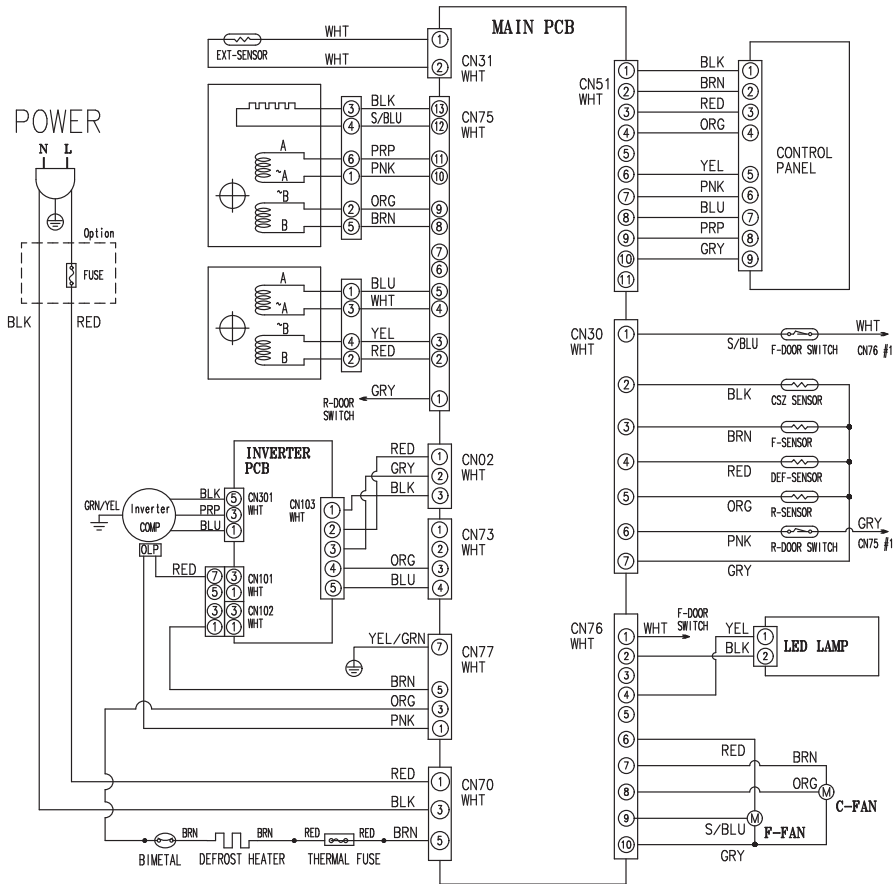 MAIN PCB
WHT
EXT-SENSOR
WHT
1
2
CN31
WHT
3 BLK 13
4 S/BLU 12
CN75
WHT
A
6 PRP 11
~A
1 PNK 10
~B
2 ORG 9
B
5 BRN 8
7
6
A
1 BLU 5
~A
3 WHT 4
~B
4 YEL 3
B
2 RED 2
GRY 1
R-DOOR
SWITCH
POWER
N L
Option
FUSE
BLK RED
INVERTER
PCB
RED 1
GRY 2
BLK 3
CN02
WHT
GRN/YEL
Inverter
COMP
OLP
BLK 5
PRP 3
BLU 1
CN301
WHT
CN103
WHT
1
2
3
4
5
CN73
WHT
1
2
ORG 3
BLU 4
RED 7 3
5 1
CN101
WHT
3 3
1 1
CN102
WHT
YEL/GRN 7
CN77
WHT
BRN 5
ORG 3
PNK 1
RED 1
CN70
WHT
BLK 3
BRN 5
BRN BRN RED RED
BIMETAL DEFROST HEATER THERMAL FUSE
CN51
WHT
1 BLK 1
2 BRN 2
3 RED 3
4 ORG 4
5
6 YEL 5
7 PNK 6
8 BLU 7
9 PRP 8
10 GRY 9
11
CONTROL
PANEL
CN30
WHT
1 S/BLU F-DOOR SWITCH WHT CN76 #1
2 BLK CSZ SENSOR
3 BRN F-SENSOR
4 RED DEF-SENSOR
5 ORG R-SENSOR
6 PNK R-DOOR SWITCH GRY CN75 #1
7 GRY
CN76
WHT
1 WHT
F-DOOR
SWITCH
YEL 1
2 BLK 2
LED LAMP
3
4
5
6 RED
7 BRN
8 ORG M C-FAN
9 S/BLU M F-FAN
10 GRY